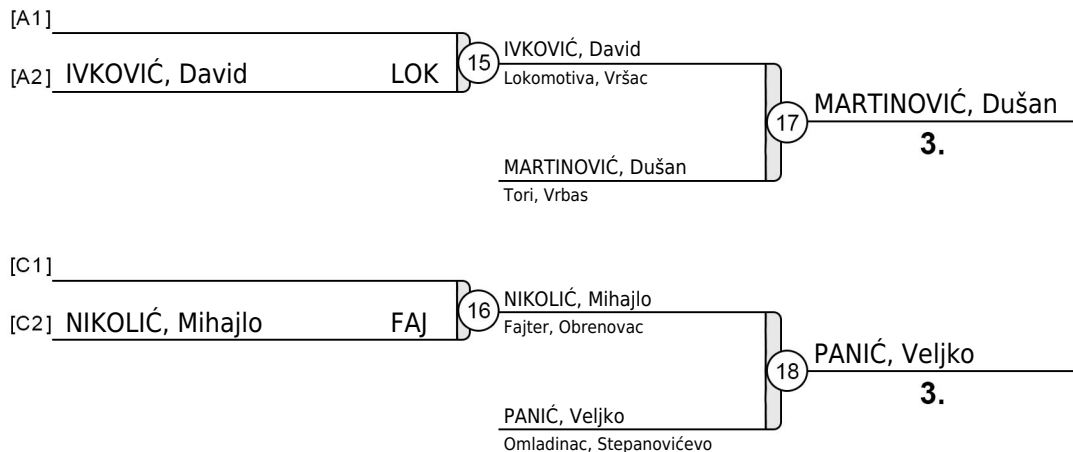 [A1]
[A2] IVKOVIĆ, David LOK
15
IVKOVIĆ, David
Lokomotiva, Vršac
17
MARTINOVIĆ, Dušan
3.
MARTINOVIĆ, Dušan
Tori, Vrbas
[C1]
[C2] NIKOLIĆ, Mihajlo FAJ
16
NIKOLIĆ, Mihajlo
Fajter, Obrenovac
18
PANIĆ, Veljko
3.
PANIĆ, Veljko
Omladinac, Stepanovićevo